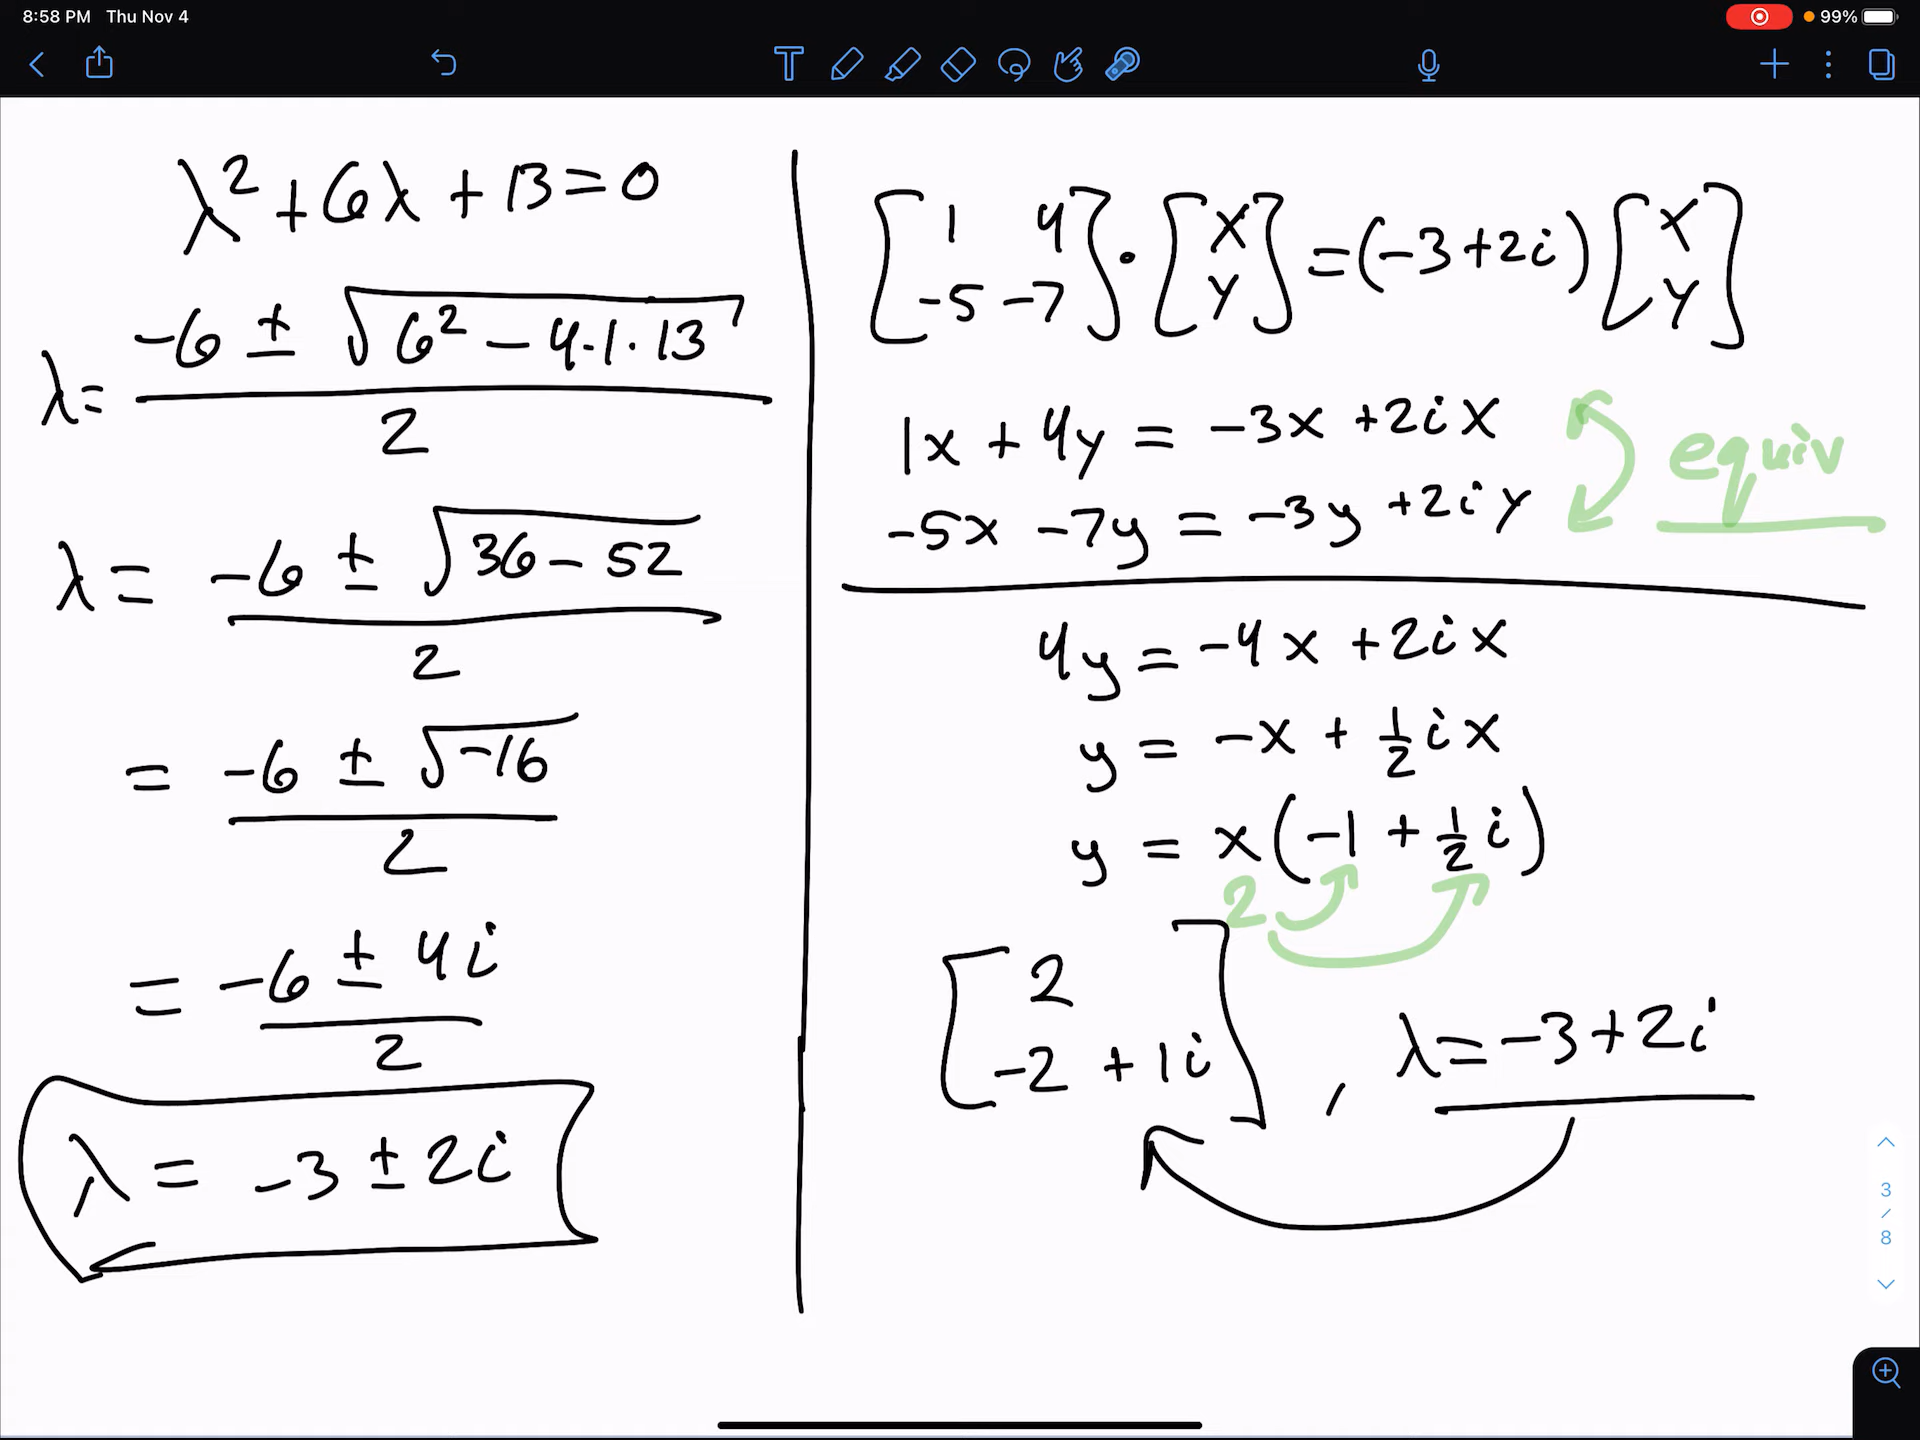 8:58 PM Thu Nov 4
99%
T
λ² + 6λ + 13 = 0
λ = (-6 ± √(6² - 4·1·13)) / 2
λ = (-6 ± √(36 - 52)) / 2
= (-6 ± √-16) / 2
= (-6 ± 4i) / 2
λ = -3 ± 2i
[1 4; -5 -7] · [x; y] = (-3 + 2i) [x; y]
1x + 4y = -3x + 2ix
-5x - 7y = -3y + 2iy
equiv
4y = -4x + 2ix
y = -x + ½ix
y = x(-1 + ½i)
2
[2; -2 + 1i] , λ = -3 + 2i
3
/
8